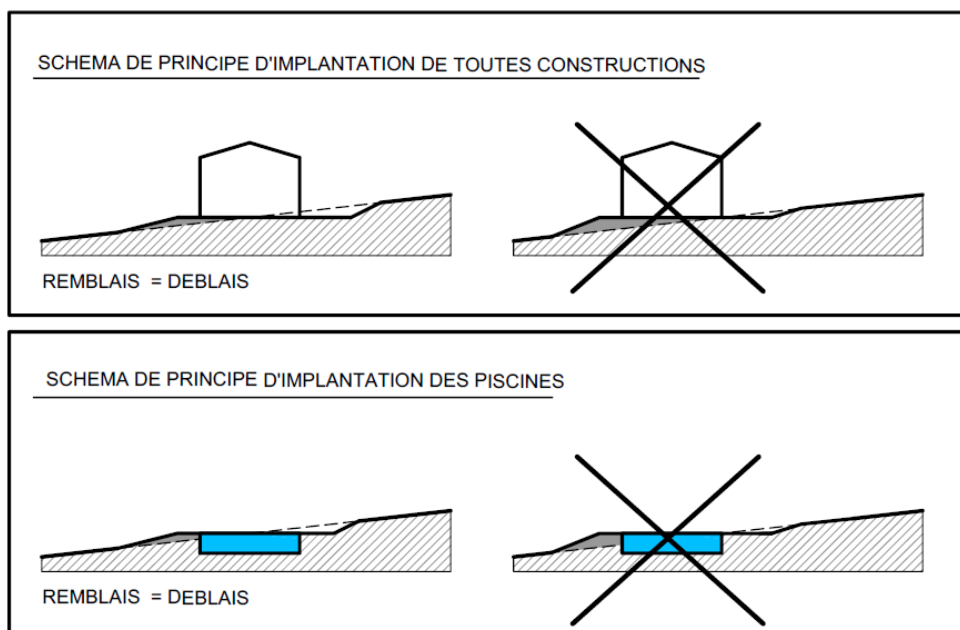 SCHEMA DE PRINCIPE D'IMPLANTATION DE TOUTES CONSTRUCTIONS
REMBLAIS = DEBLAIS
SCHEMA DE PRINCIPE D'IMPLANTATION DES PISCINES
REMBLAIS = DEBLAIS